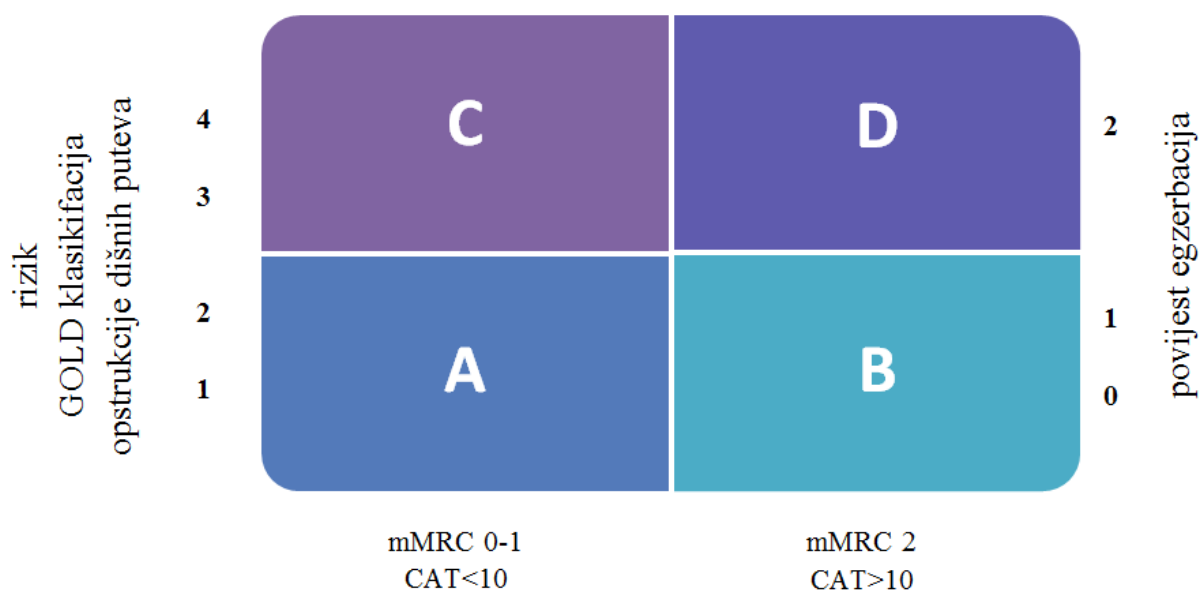 rizik
GOLD klasikifacija
opstrukcije dišnih puteva
4
3
2
1
C
D
A
B
2
1
0
povijest egzerbacija
mMRC 0-1
CAT<10
mMRC 2
CAT>10